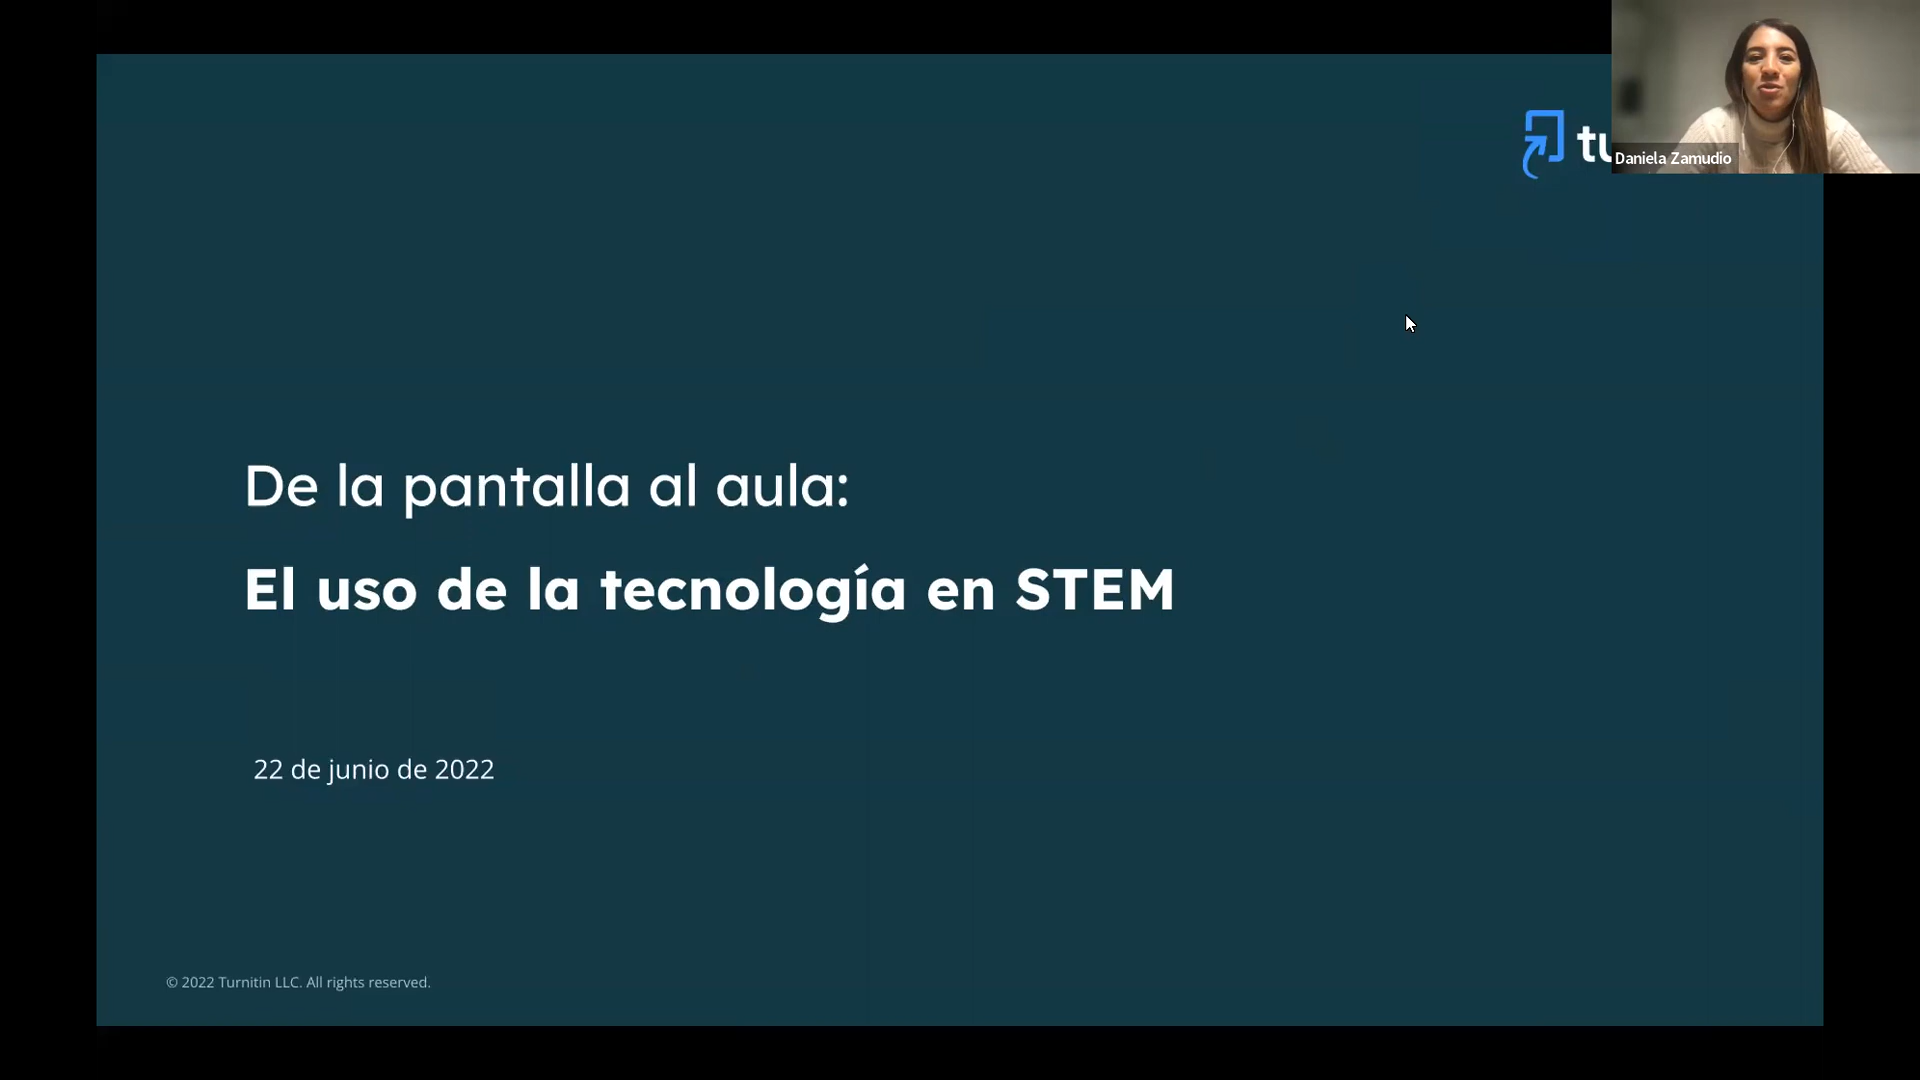 Daniela Zamudio
De la pantalla al aula:
El uso de la tecnología en STEM
22 de junio de 2022
© 2022 Turnitin LLC. All rights reserved.